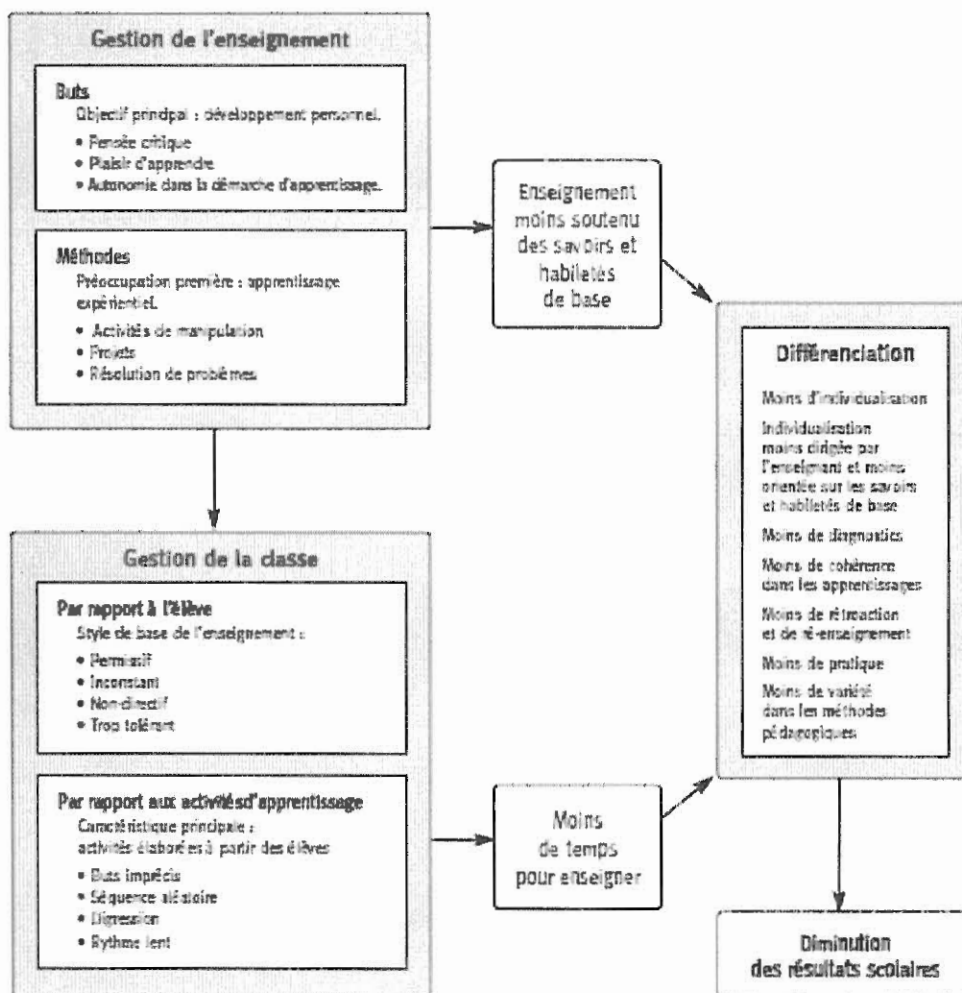 Gestion de l'enseignement
Buts
Objectif principal : développement personnel.
• Pensée critique
• Plaisir d'apprendre
• Autonomie dans la démarche d'apprentissage.
Méthodes
Préoccupation première : apprentissage
expérientiel.
• Activités de manipulation
• Projets
• Résolution de problèmes.
Gestion de la classe
Par rapport à l'élève
Style de base de l'enseignement :
• Permissif
• Inconstant
• Non-directif
• Trop tolérant
Par rapport aux activités d'apprentissage
Caractéristique principale :
activités élaborées à partir des élèves
• Buts imprécis
• Séquence aléatoire
• Digression
• Rythme lent
Enseignement
moins soutenu
des savoirs et
habiletés
de base
Moins
de temps
pour enseigner
Différenciation
Moins d'individualisation
Individualisation
moins dirigée par
l'enseignant et moins
orientée sur les savoirs
et habiletés de base
Moins de diagnostics
Moins de cohérence
dans les apprentissages
Moins de rétroaction
et de ré-enseignement
Moins de pratique
Moins de variété
dans les méthodes
pédagogiques
Diminution
des résultats scolaires